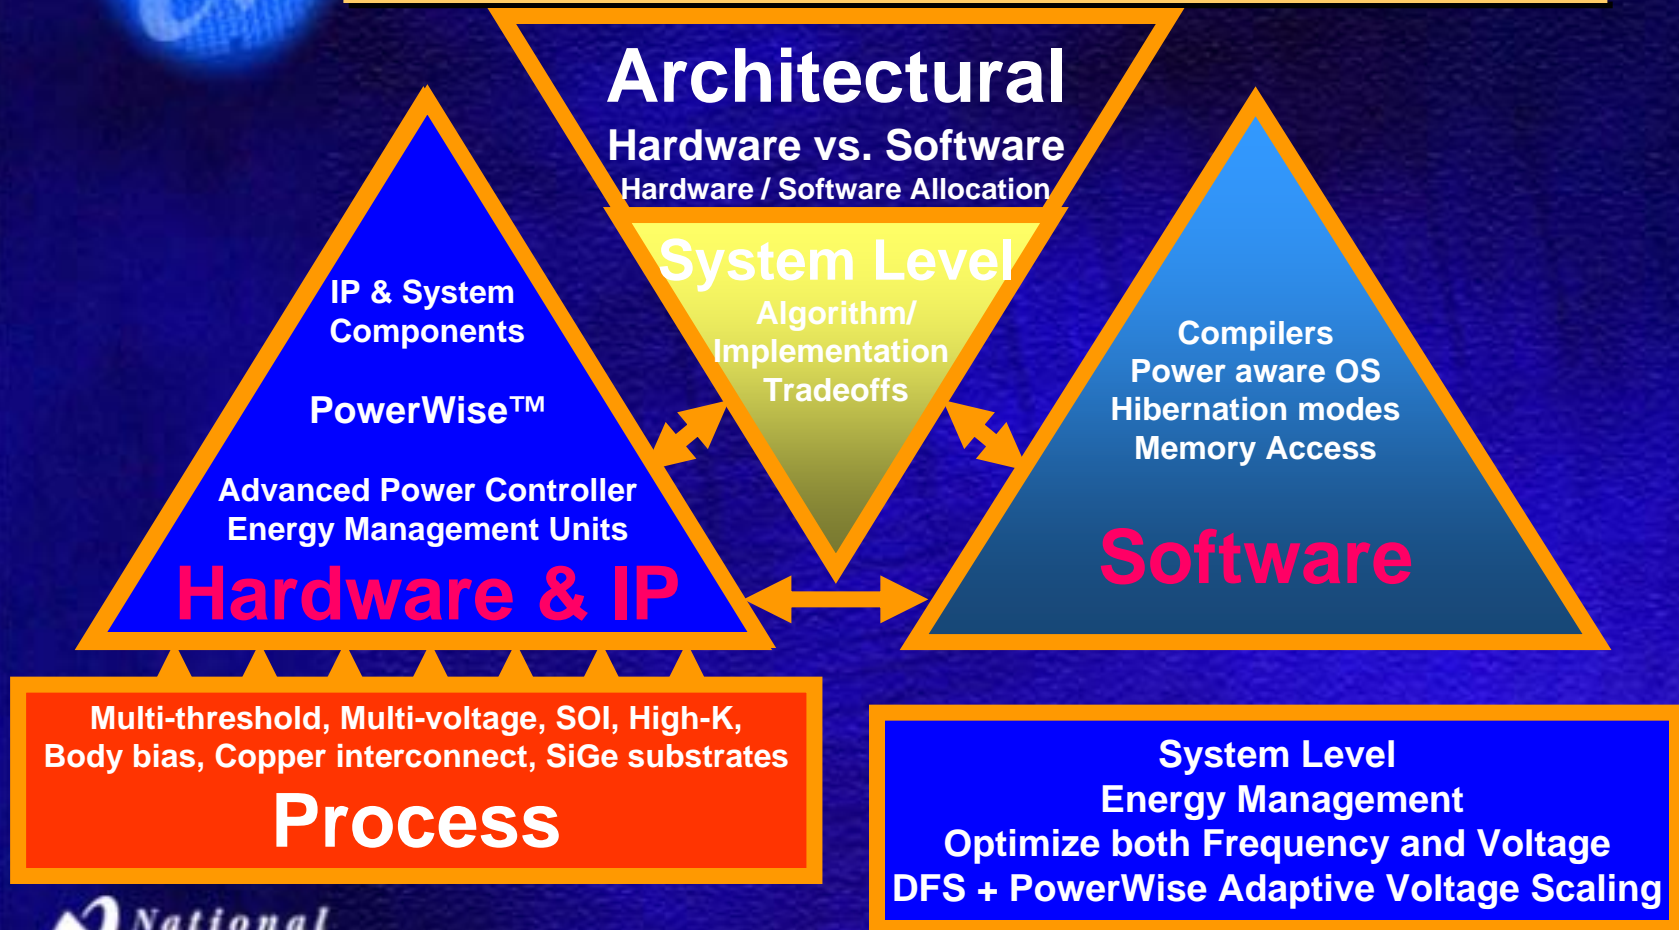 Architectural
Hardware vs. Software
Hardware / Software Allocation
System Level
Algorithm/
Implementation
Tradeoffs
IP & System
Components
PowerWise™
Advanced Power Controller
Energy Management Units
Hardware & IP
Compilers
Power aware OS
Hibernation modes
Memory Access
Software
Multi-threshold, Multi-voltage, SOI, High-K,
Body bias, Copper interconnect, SiGe substrates
Process
System Level
Energy Management
Optimize both Frequency and Voltage
DFS + PowerWise Adaptive Voltage Scaling
National